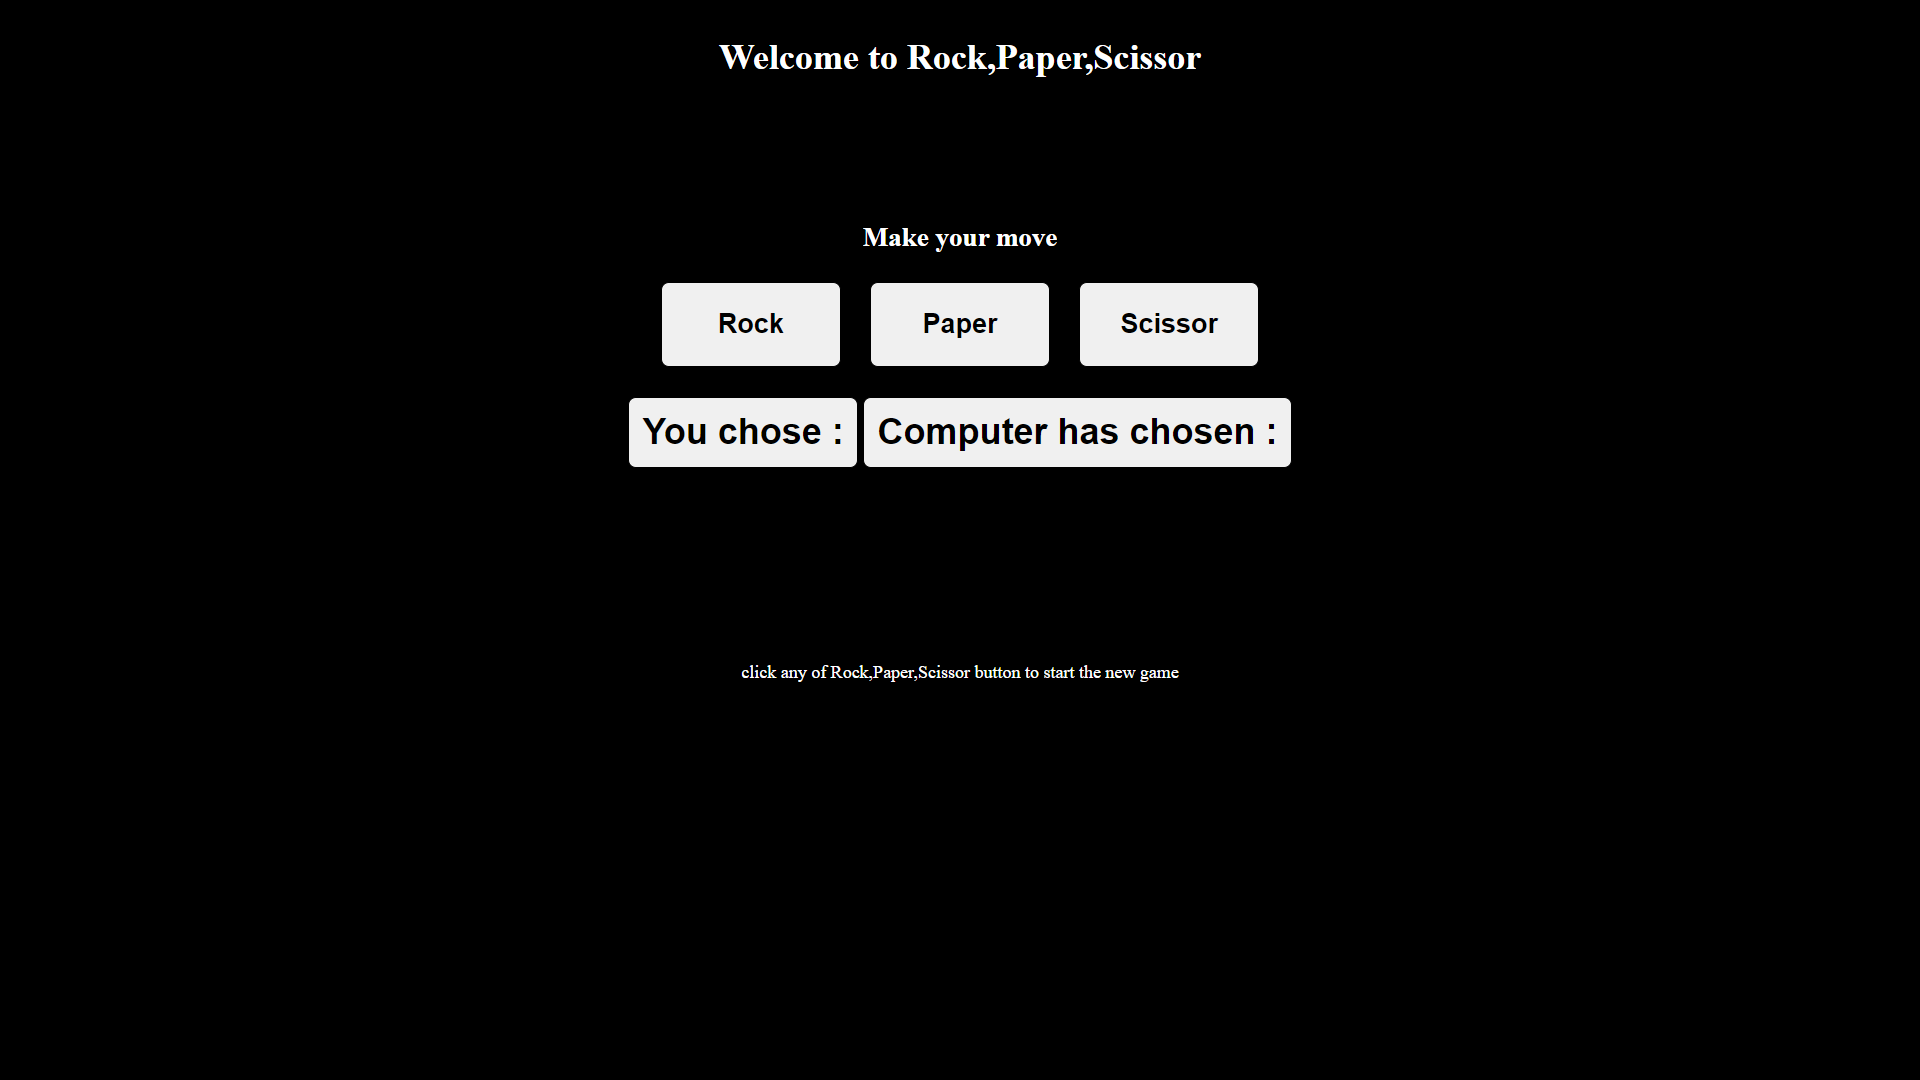 Welcome to Rock,Paper,Scissor
Make your move
Rock Paper Scissor
You chose : Computer has chosen :
click any of Rock,Paper,Scissor button to start the new game